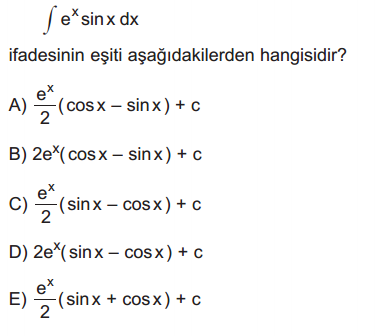 ∫ eˣ sin x dx
ifadesinin eşiti aşağıdakilerden hangisidir?
A) eˣ/2 (cos x – sin x) + c
B) 2eˣ(cos x – sin x) + c
C) eˣ/2 (sin x – cos x) + c
D) 2eˣ(sin x – cos x) + c
E) eˣ/2 (sin x + cos x) + c